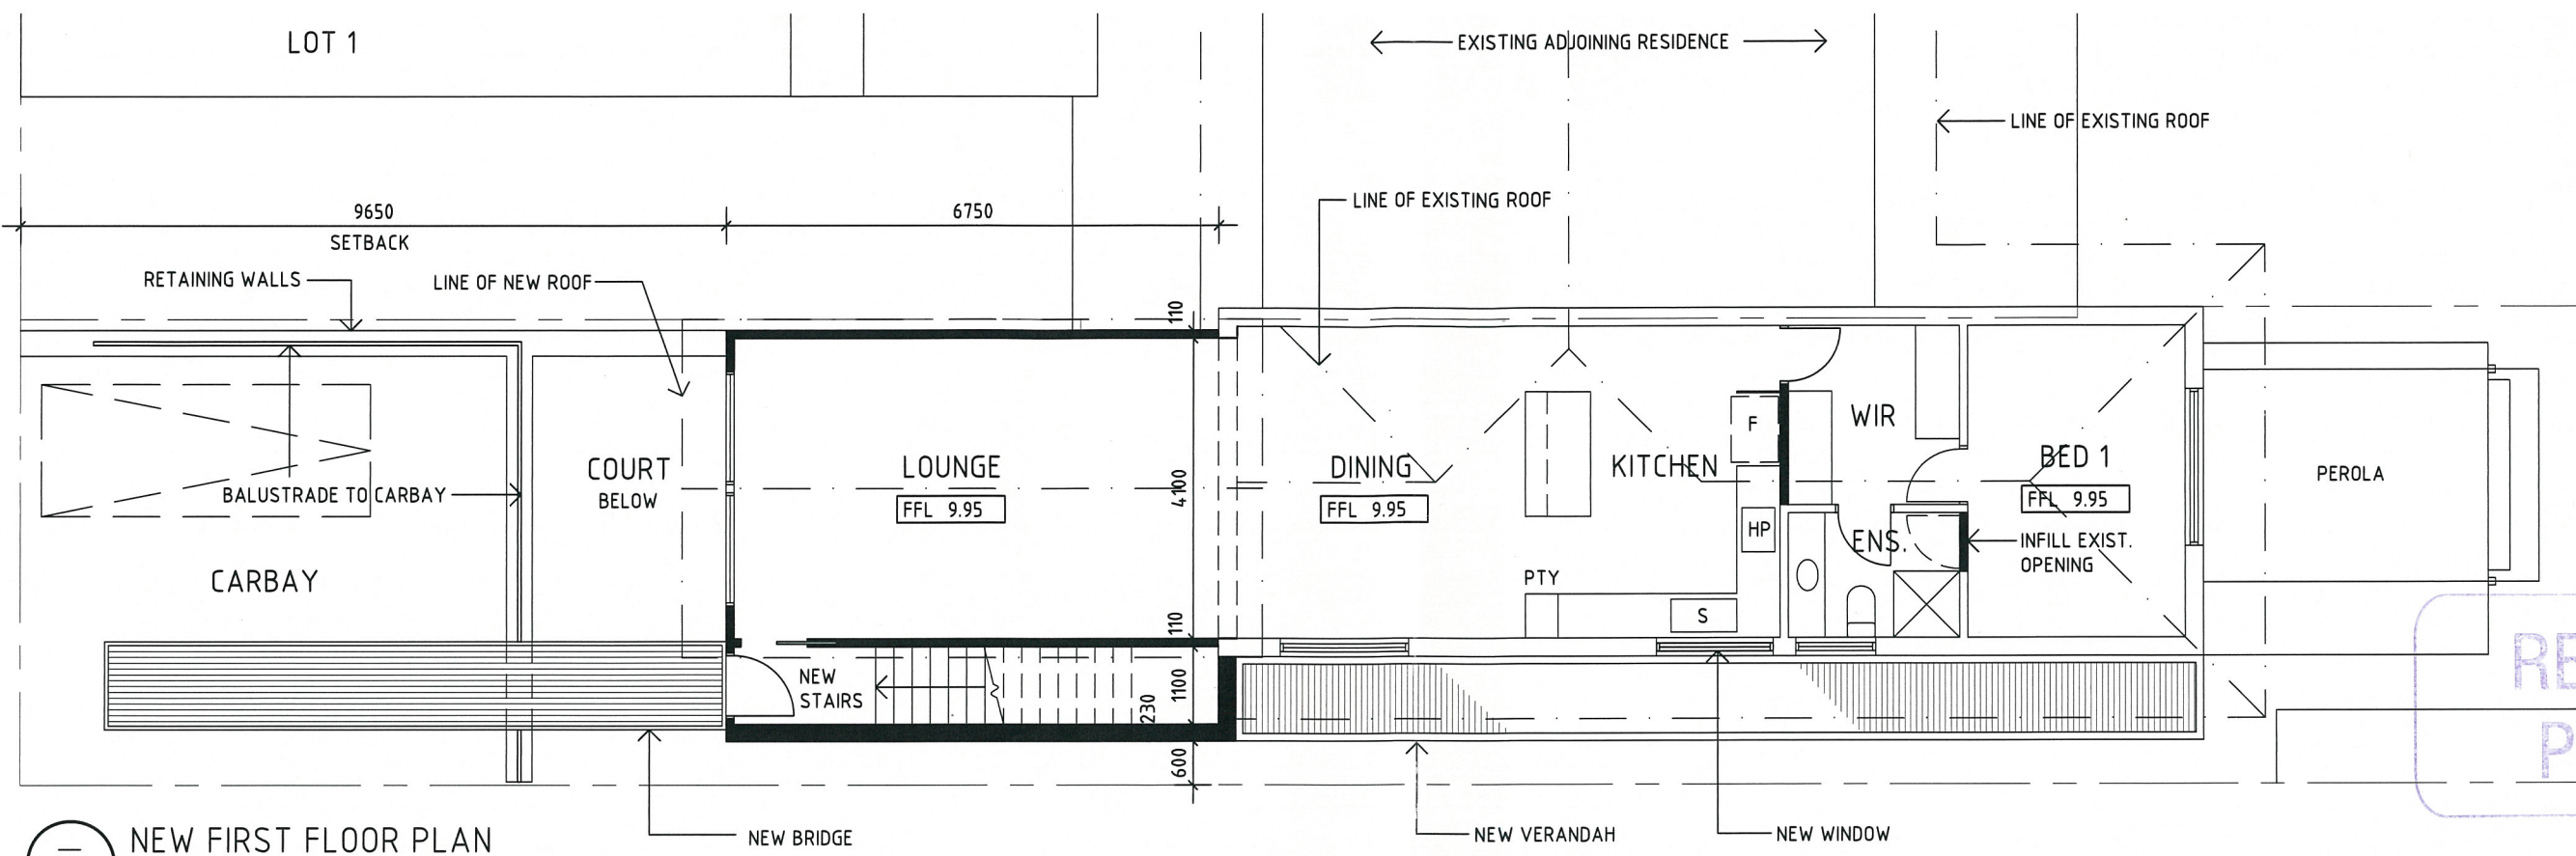 LOT 1
EXISTING ADJOINING RESIDENCE
LINE OF EXISTING ROOF
LINE OF EXISTING ROOF
9650
6750
SETBACK
RETAINING WALLS
LINE OF NEW ROOF
110
F
WIR
COURT
BELOW
LOUNGE
FFL 9.95
4100
DINING
FFL 9.95
KITCHEN
BED 1
FFL 9.95
PEROLA
BALUSTRADE TO CARBAY
HP
ENS.
INFILL EXIST.
OPENING
CARBAY
PTY
S
110
NEW
STAIRS
230
1100
600
NEW BRIDGE
NEW VERANDAH
NEW WINDOW
NEW FIRST FLOOR PLAN